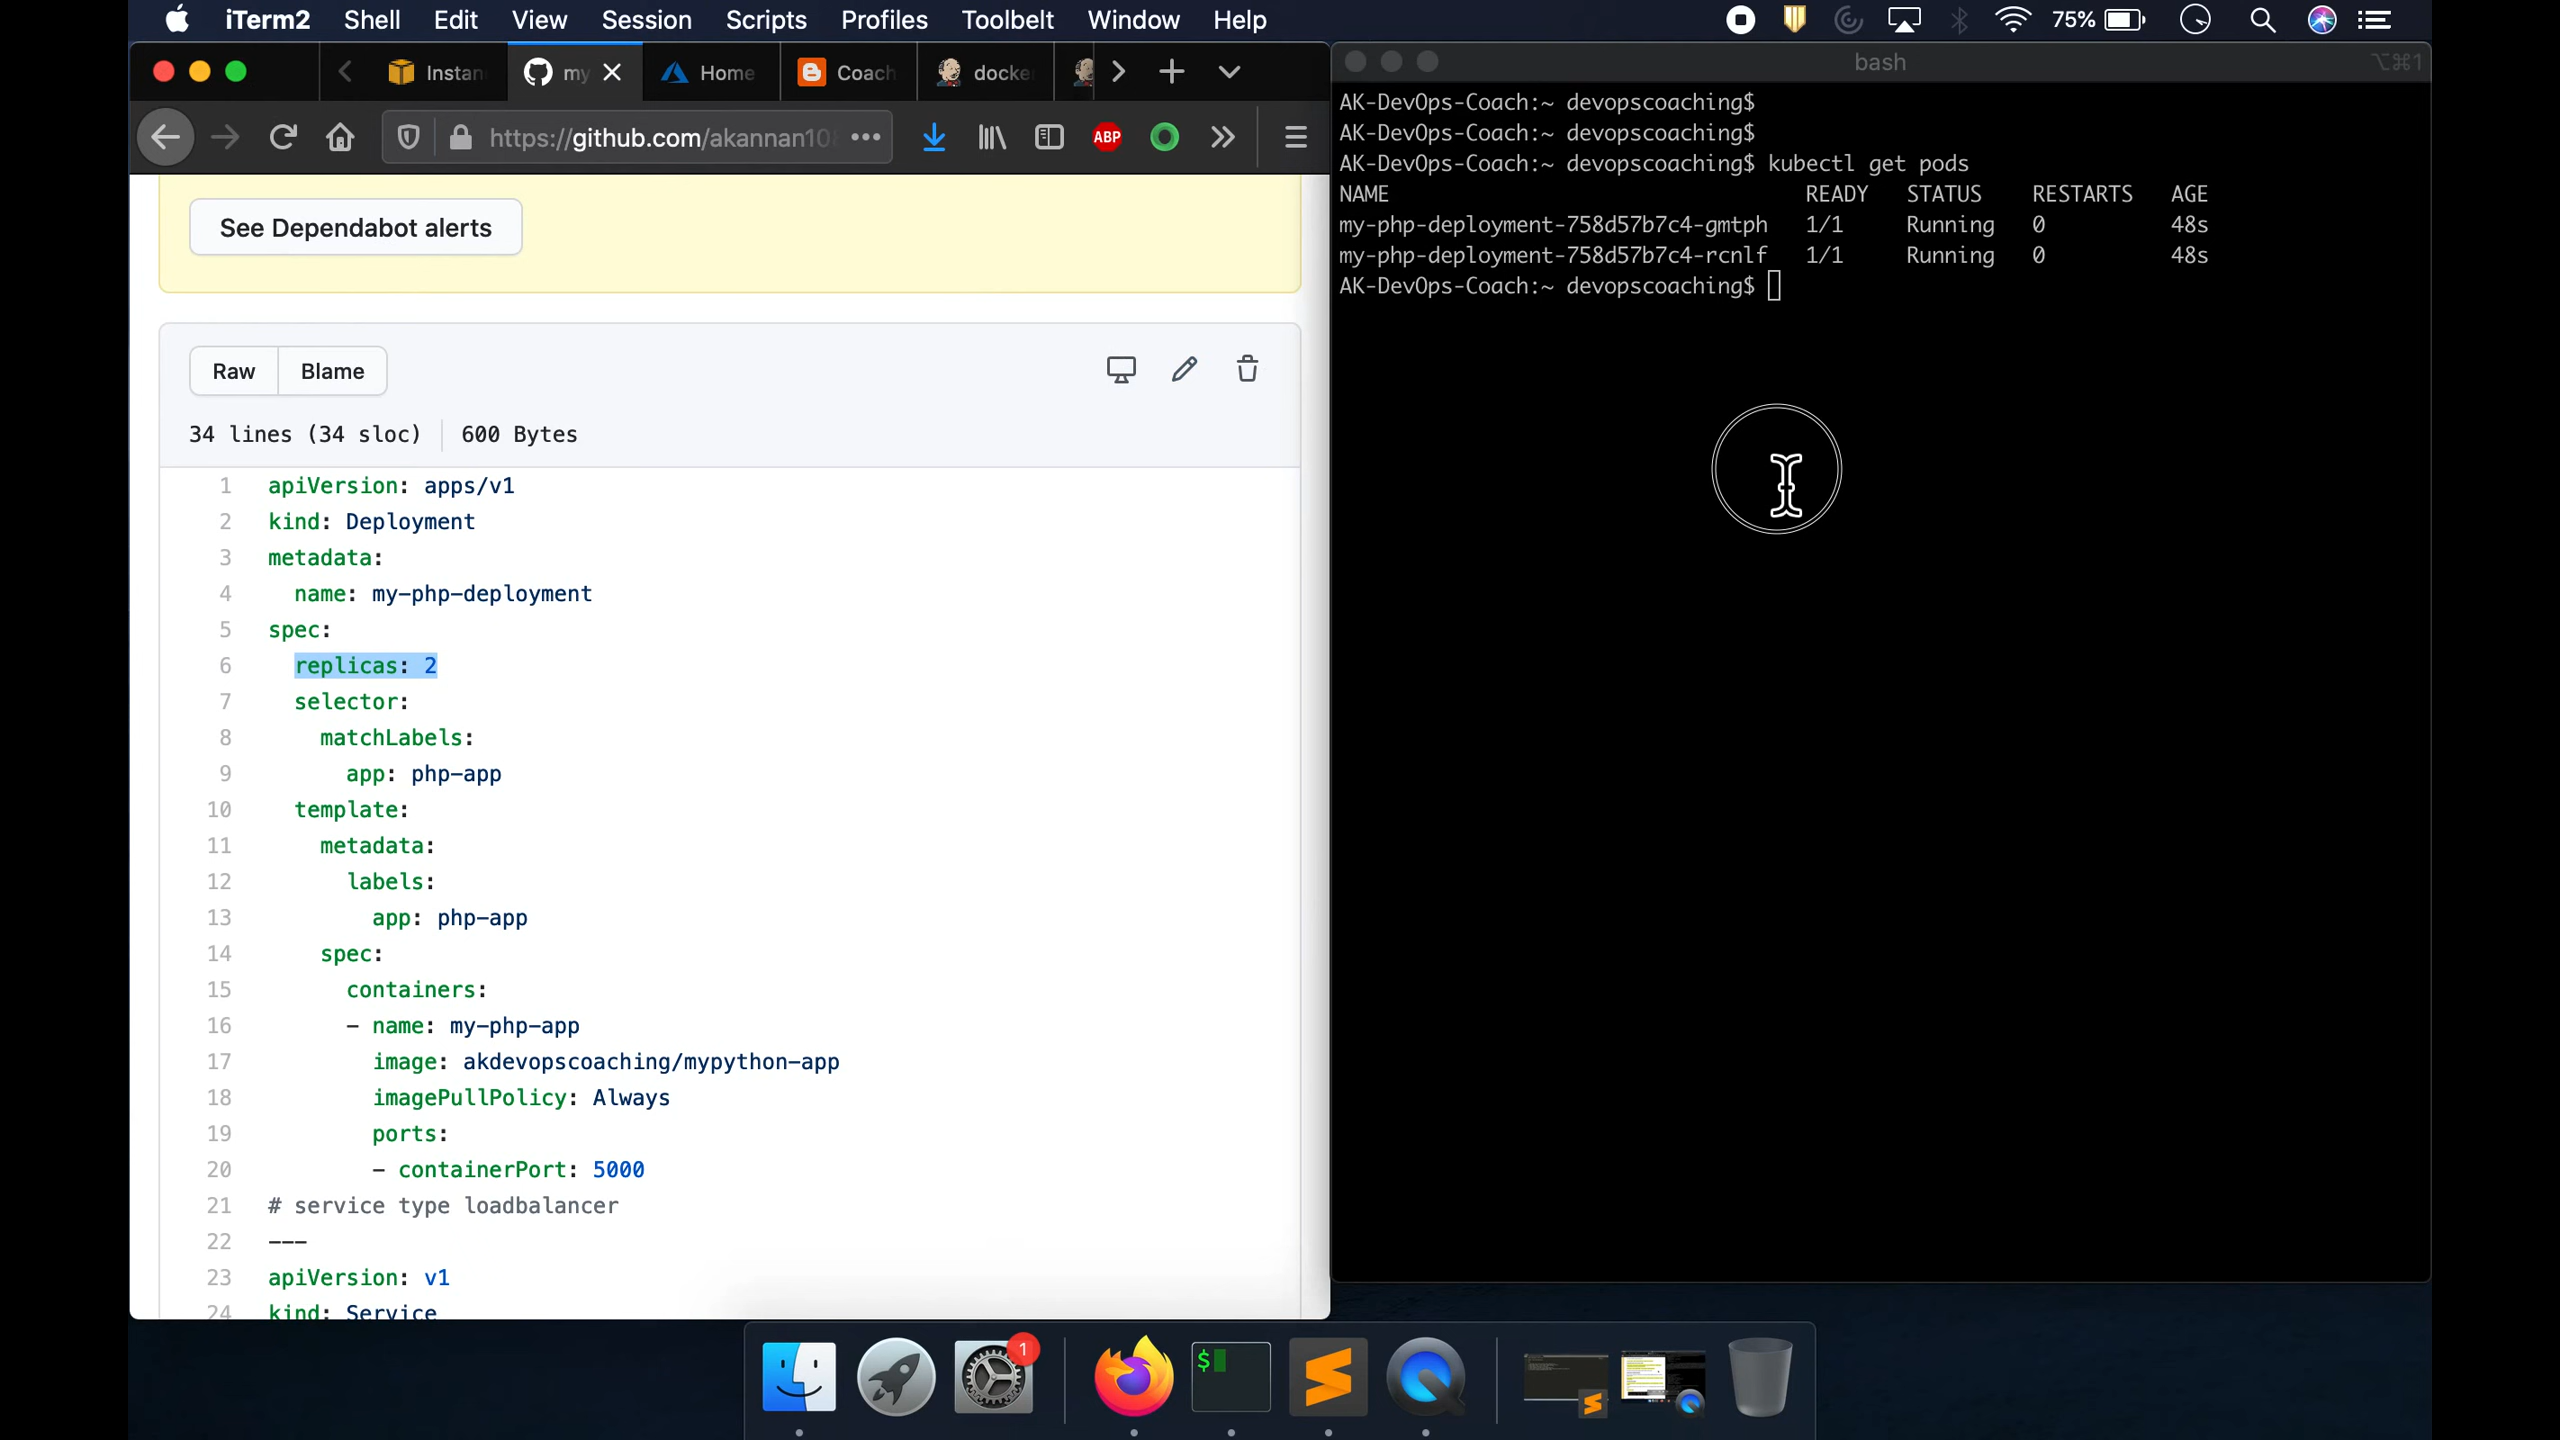 iTerm2 Shell Edit View Session Scripts Profiles Toolbelt Window Help 75%
Instan my Home Coach docke
https://github.com/akannan10 ABP
See Dependabot alerts
Raw Blame
34 lines (34 sloc) 600 Bytes
1 apiVersion: apps/v1
2 kind: Deployment
3 metadata:
4 name: my-php-deployment
5 spec:
6 replicas: 2
7 selector:
8 matchLabels:
9 app: php-app
10 template:
11 metadata:
12 labels:
13 app: php-app
14 spec:
15 containers:
16 - name: my-php-app
17 image: akdevopscoaching/mypython-app
18 imagePullPolicy: Always
19 ports:
20 - containerPort: 5000
21 # service type loadbalancer
22 ---
23 apiVersion: v1
24 kind: Service
bash ⌥⌘1
AK-DevOps-Coach:~ devopscoaching$
AK-DevOps-Coach:~ devopscoaching$
AK-DevOps-Coach:~ devopscoaching$ kubectl get pods
NAME READY STATUS RESTARTS AGE
my-php-deployment-758d57b7c4-gmtph 1/1 Running 0 48s
my-php-deployment-758d57b7c4-rcnlf 1/1 Running 0 48s
AK-DevOps-Coach:~ devopscoaching$
1
$